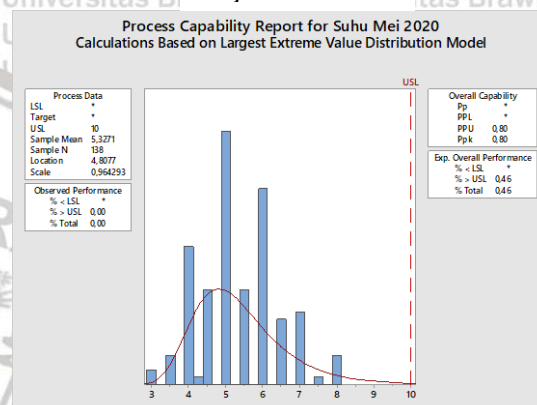 Universitas B
tas Braw
Process Capability Report for Suhu Mei 2020
Calculations Based on Largest Extreme Value Distribution Model
USL
Process Data
LSL *
Target *
USL 10
Sample Mean 5,3271
Sample N 138
Location 4,8077
Scale 0,964293
Observed Performance
% < LSL *
% > USL 0,00
% Total 0,00
Overall Capability
Pp *
PPL *
PPU 0,80
Ppk 0,80
Exp. Overall Performance
% < LSL *
% > USL 0,46
% Total 0,46
3 4 5 6 7 8 9 10